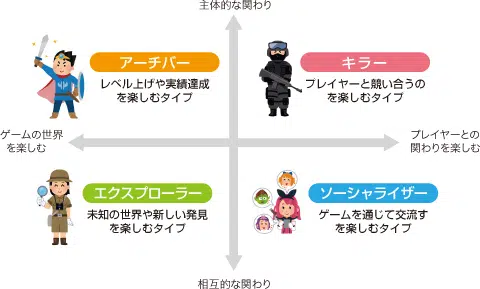 主体的な関わり
アーチバー
レベル上げや実績達成
を楽しむタイプ
キラー
プレイヤーと競い合うの
を楽しむタイプ
ゲームの世界
を楽しむ
プレイヤーとの
関わりを楽しむ
エクスプローラー
未知の世界や新しい発見
を楽しむタイプ
ソーシャライザー
ゲームを通じて交流す
を楽しむタイプ
相互的な関わり